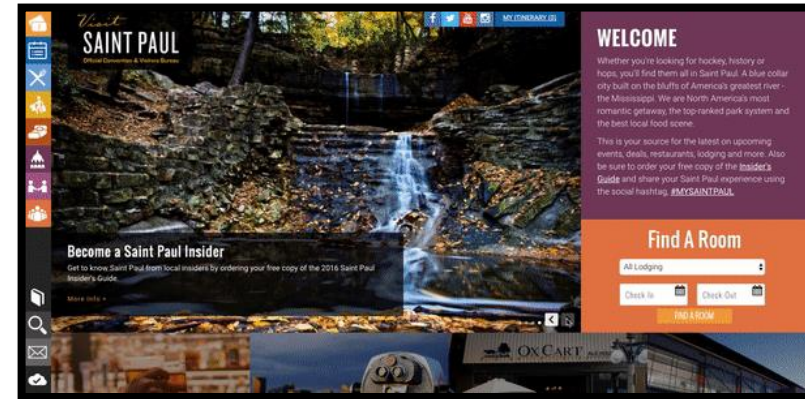 Visit
SAINT PAUL
Official Convention & Visitors Bureau
MY ITINERARY (0)
Become a Saint Paul Insider
Get to know Saint Paul from local insiders by ordering your free copy of the 2016 Saint Paul
Insider's Guide.
More info +
WELCOME
Whether you're looking for hockey, history or
hops, you'll find them all in Saint Paul. A blue collar
city built on the bluffs of America's greatest river -
the Mississippi. We are North America's most
romantic getaway, the top-ranked park system and
the best local food scene.
This is your source for the latest on upcoming
events, deals, restaurants, lodging and more. Also
be sure to order your free copy of the Insider's
Guide and share your Saint Paul experience using
the social hashtag, #MYSAINTPAUL
Find A Room
All Lodging
Check In
Check Out
FIND A ROOM
OX CART